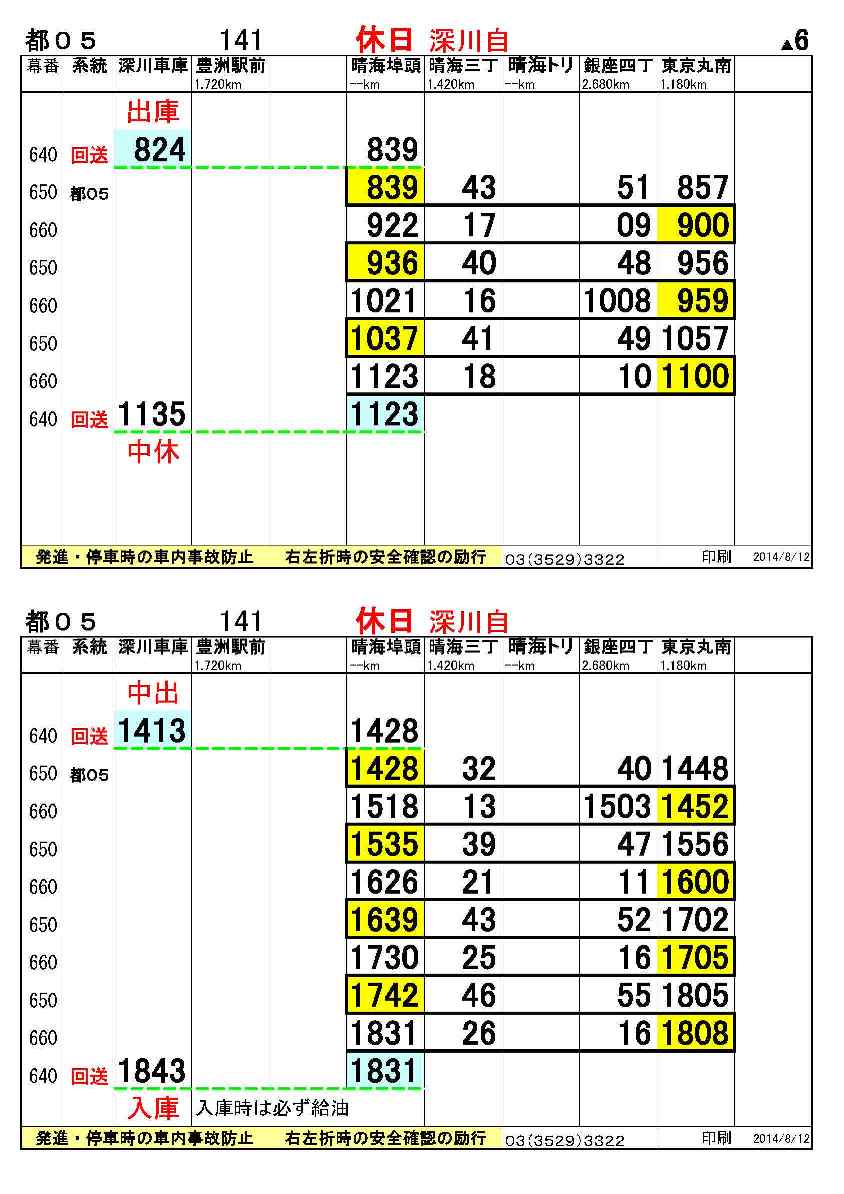 都０５ 141 休日 深川自 ▲6
幕番 系統 深川車庫 豊洲駅前 晴海埠頭 晴海三丁 晴海トリ 銀座四丁 東京丸南
1.720km --km 1.420km --km 2.680km 1.180km
出庫
640 回送 824 839
650 都０５ 839 43 51 857
660 922 17 09 900
650 936 40 48 956
660 1021 16 1008 959
650 1037 41 49 1057
660 1123 18 10 1100
640 回送 1135 1123
中休
発進・停車時の車内事故防止 右左折時の安全確認の励行 03(3529)3322 印刷 2014/8/12
都０５ 141 休日 深川自
幕番 系統 深川車庫 豊洲駅前 晴海埠頭 晴海三丁 晴海トリ 銀座四丁 東京丸南
1.720km --km 1.420km --km 2.680km 1.180km
中出
640 回送 1413 1428
650 都０５ 1428 32 40 1448
660 1518 13 1503 1452
650 1535 39 47 1556
660 1626 21 11 1600
650 1639 43 52 1702
660 1730 25 16 1705
650 1742 46 55 1805
660 1831 26 16 1808
640 回送 1843 1831
入庫 入庫時は必ず給油
発進・停車時の車内事故防止 右左折時の安全確認の励行 03(3529)3322 印刷 2014/8/12